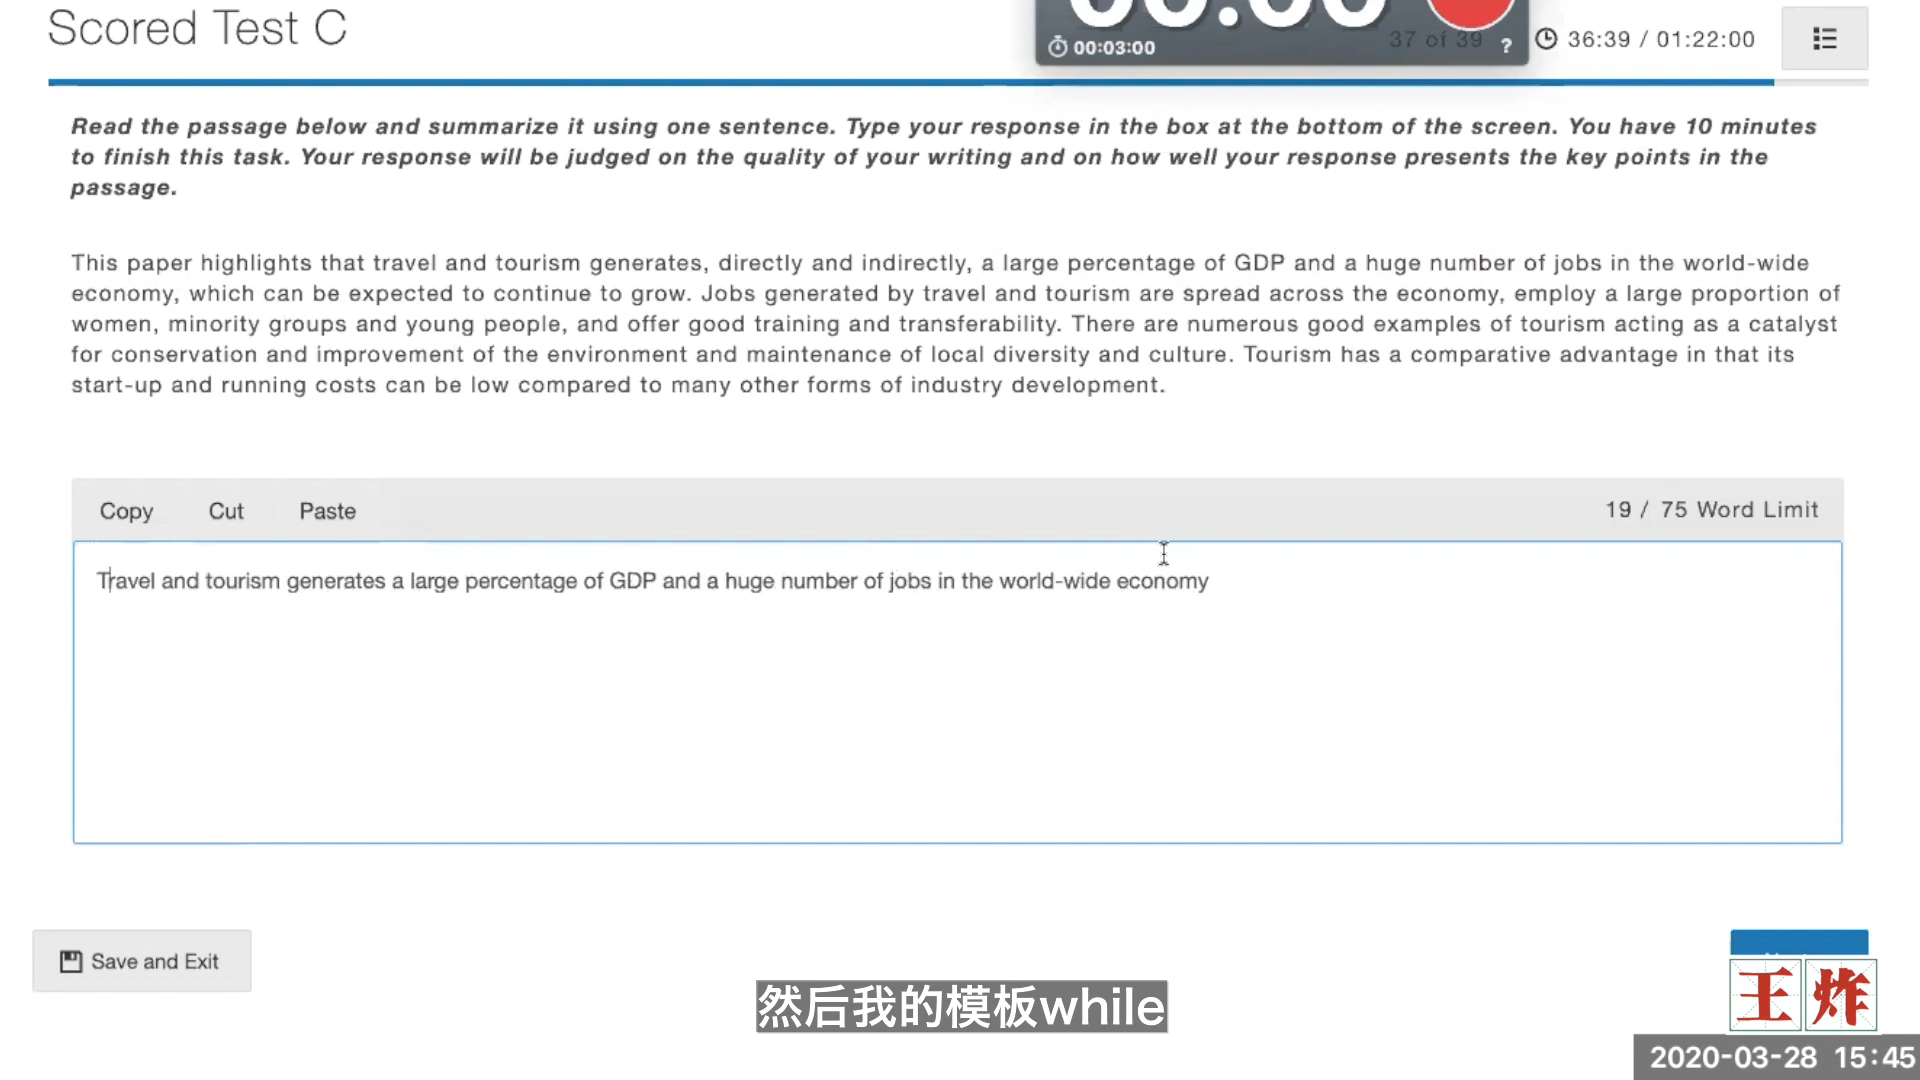 Scored Test C
00:03:00
37 of 39
?
36:39 / 01:22:00
Read the passage below and summarize it using one sentence. Type your response in the box at the bottom of the screen. You have 10 minutes
to finish this task. Your response will be judged on the quality of your writing and on how well your response presents the key points in the
passage.
This paper highlights that travel and tourism generates, directly and indirectly, a large percentage of GDP and a huge number of jobs in the world-wide
economy, which can be expected to continue to grow. Jobs generated by travel and tourism are spread across the economy, employ a large proportion of
women, minority groups and young people, and offer good training and transferability. There are numerous good examples of tourism acting as a catalyst
for conservation and improvement of the environment and maintenance of local diversity and culture. Tourism has a comparative advantage in that its
start-up and running costs can be low compared to many other forms of industry development.
Copy Cut Paste
19 / 75 Word Limit
Travel and tourism generates a large percentage of GDP and a huge number of jobs in the world-wide economy
Save and Exit
然后我的模板while
王炸
2020-03-28 15:45